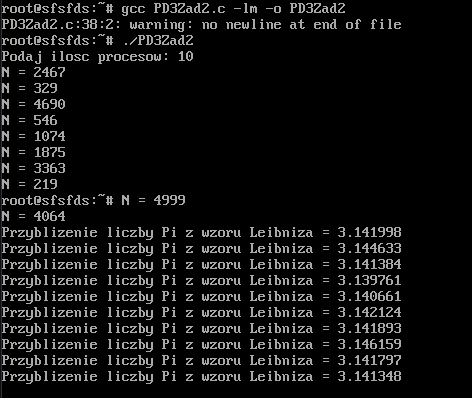 root@sfsfds:~# gcc PD3Zad2.c -lm -o PD3Zad2
PD3Zad2.c:38:2: warning: no newline at end of file
root@sfsfds:~# ./PD3Zad2
Podaj ilosc procesow: 10
N = 2467
N = 329
N = 4690
N = 546
N = 1074
N = 1875
N = 3363
N = 219
root@sfsfds:~# N = 4999
N = 4064
Przyblizenie liczby Pi z wzoru Leibniza = 3.141998
Przyblizenie liczby Pi z wzoru Leibniza = 3.144633
Przyblizenie liczby Pi z wzoru Leibniza = 3.141384
Przyblizenie liczby Pi z wzoru Leibniza = 3.139761
Przyblizenie liczby Pi z wzoru Leibniza = 3.140661
Przyblizenie liczby Pi z wzoru Leibniza = 3.142124
Przyblizenie liczby Pi z wzoru Leibniza = 3.141893
Przyblizenie liczby Pi z wzoru Leibniza = 3.146159
Przyblizenie liczby Pi z wzoru Leibniza = 3.141797
Przyblizenie liczby Pi z wzoru Leibniza = 3.141348